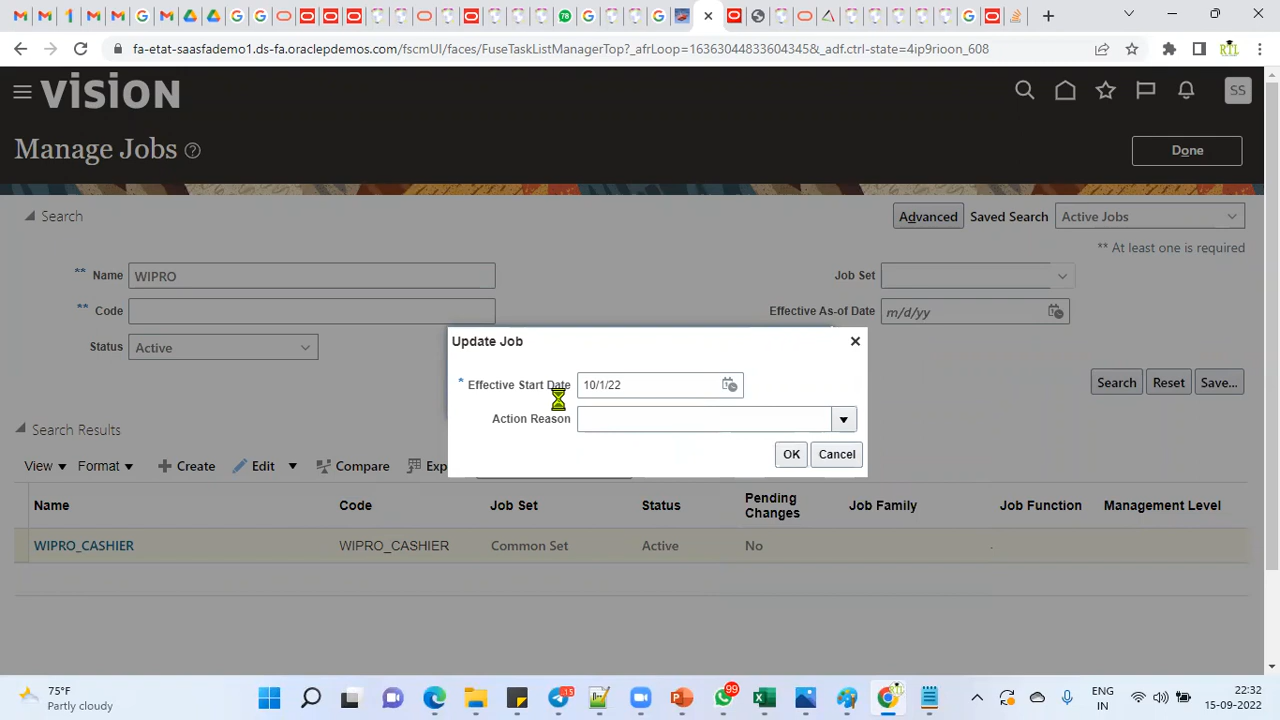 fa-etat-saasfademo1.ds-fa.oraclepdemos.com/fscmUI/faces/FuseTaskListManagerTop?_afrLoop=16363044833604345&_adf.ctrl-state=4ip9rioon_608
VISION
SS
Manage Jobs
Done
Search
Advanced Saved Search Active Jobs
** At least one is required
** Name WIPRO
Job Set
** Code
Effective As-of Date m/d/yy
Status Active
Update Job
* Effective Start Date 10/1/22
Action Reason
OK Cancel
Search Reset Save...
Search Results
View Format Create Edit Compare Exp
Name Code Job Set Status Pending Changes Job Family Job Function Management Level
WIPRO_CASHIER WIPRO_CASHIER Common Set Active No
75°F
Partly cloudy
15
99
ENG
IN
22:32
15-09-2022